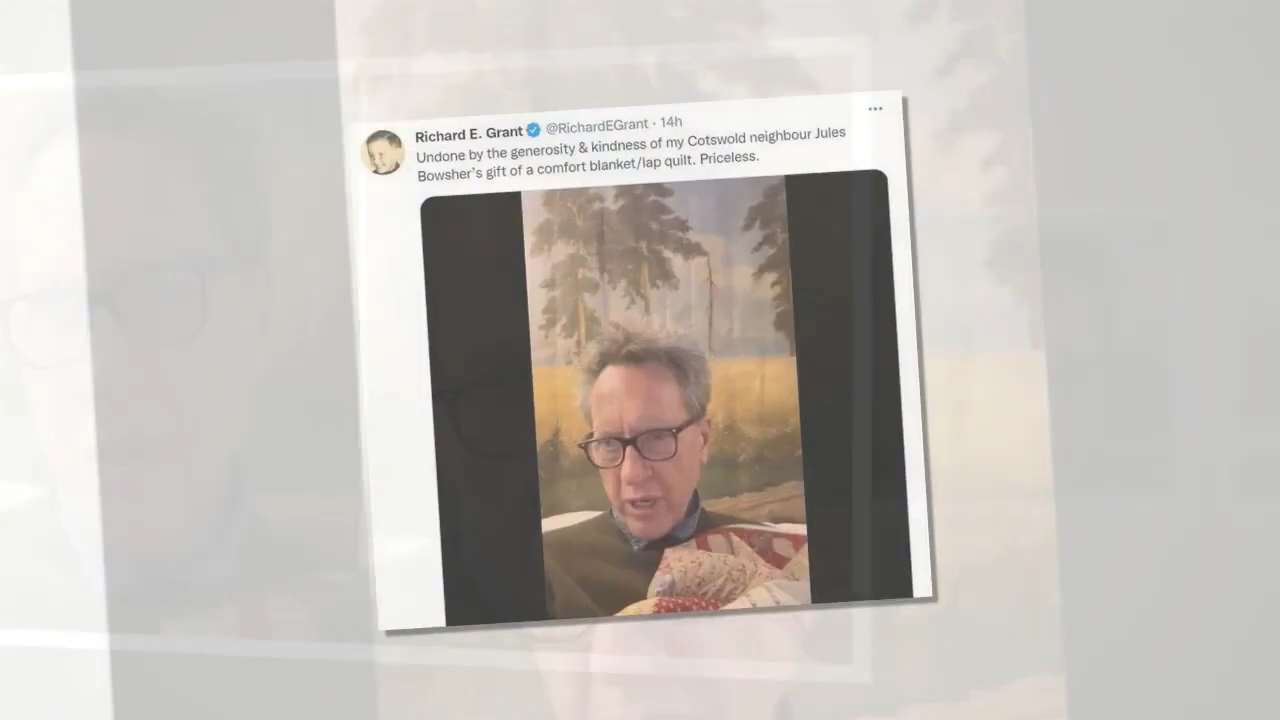 Richard E. Grant @RichardEGrant · 14h
Undone by the generosity & kindness of my Cotswold neighbour Jules
Bowsher's gift of a comfort blanket/lap quilt. Priceless.